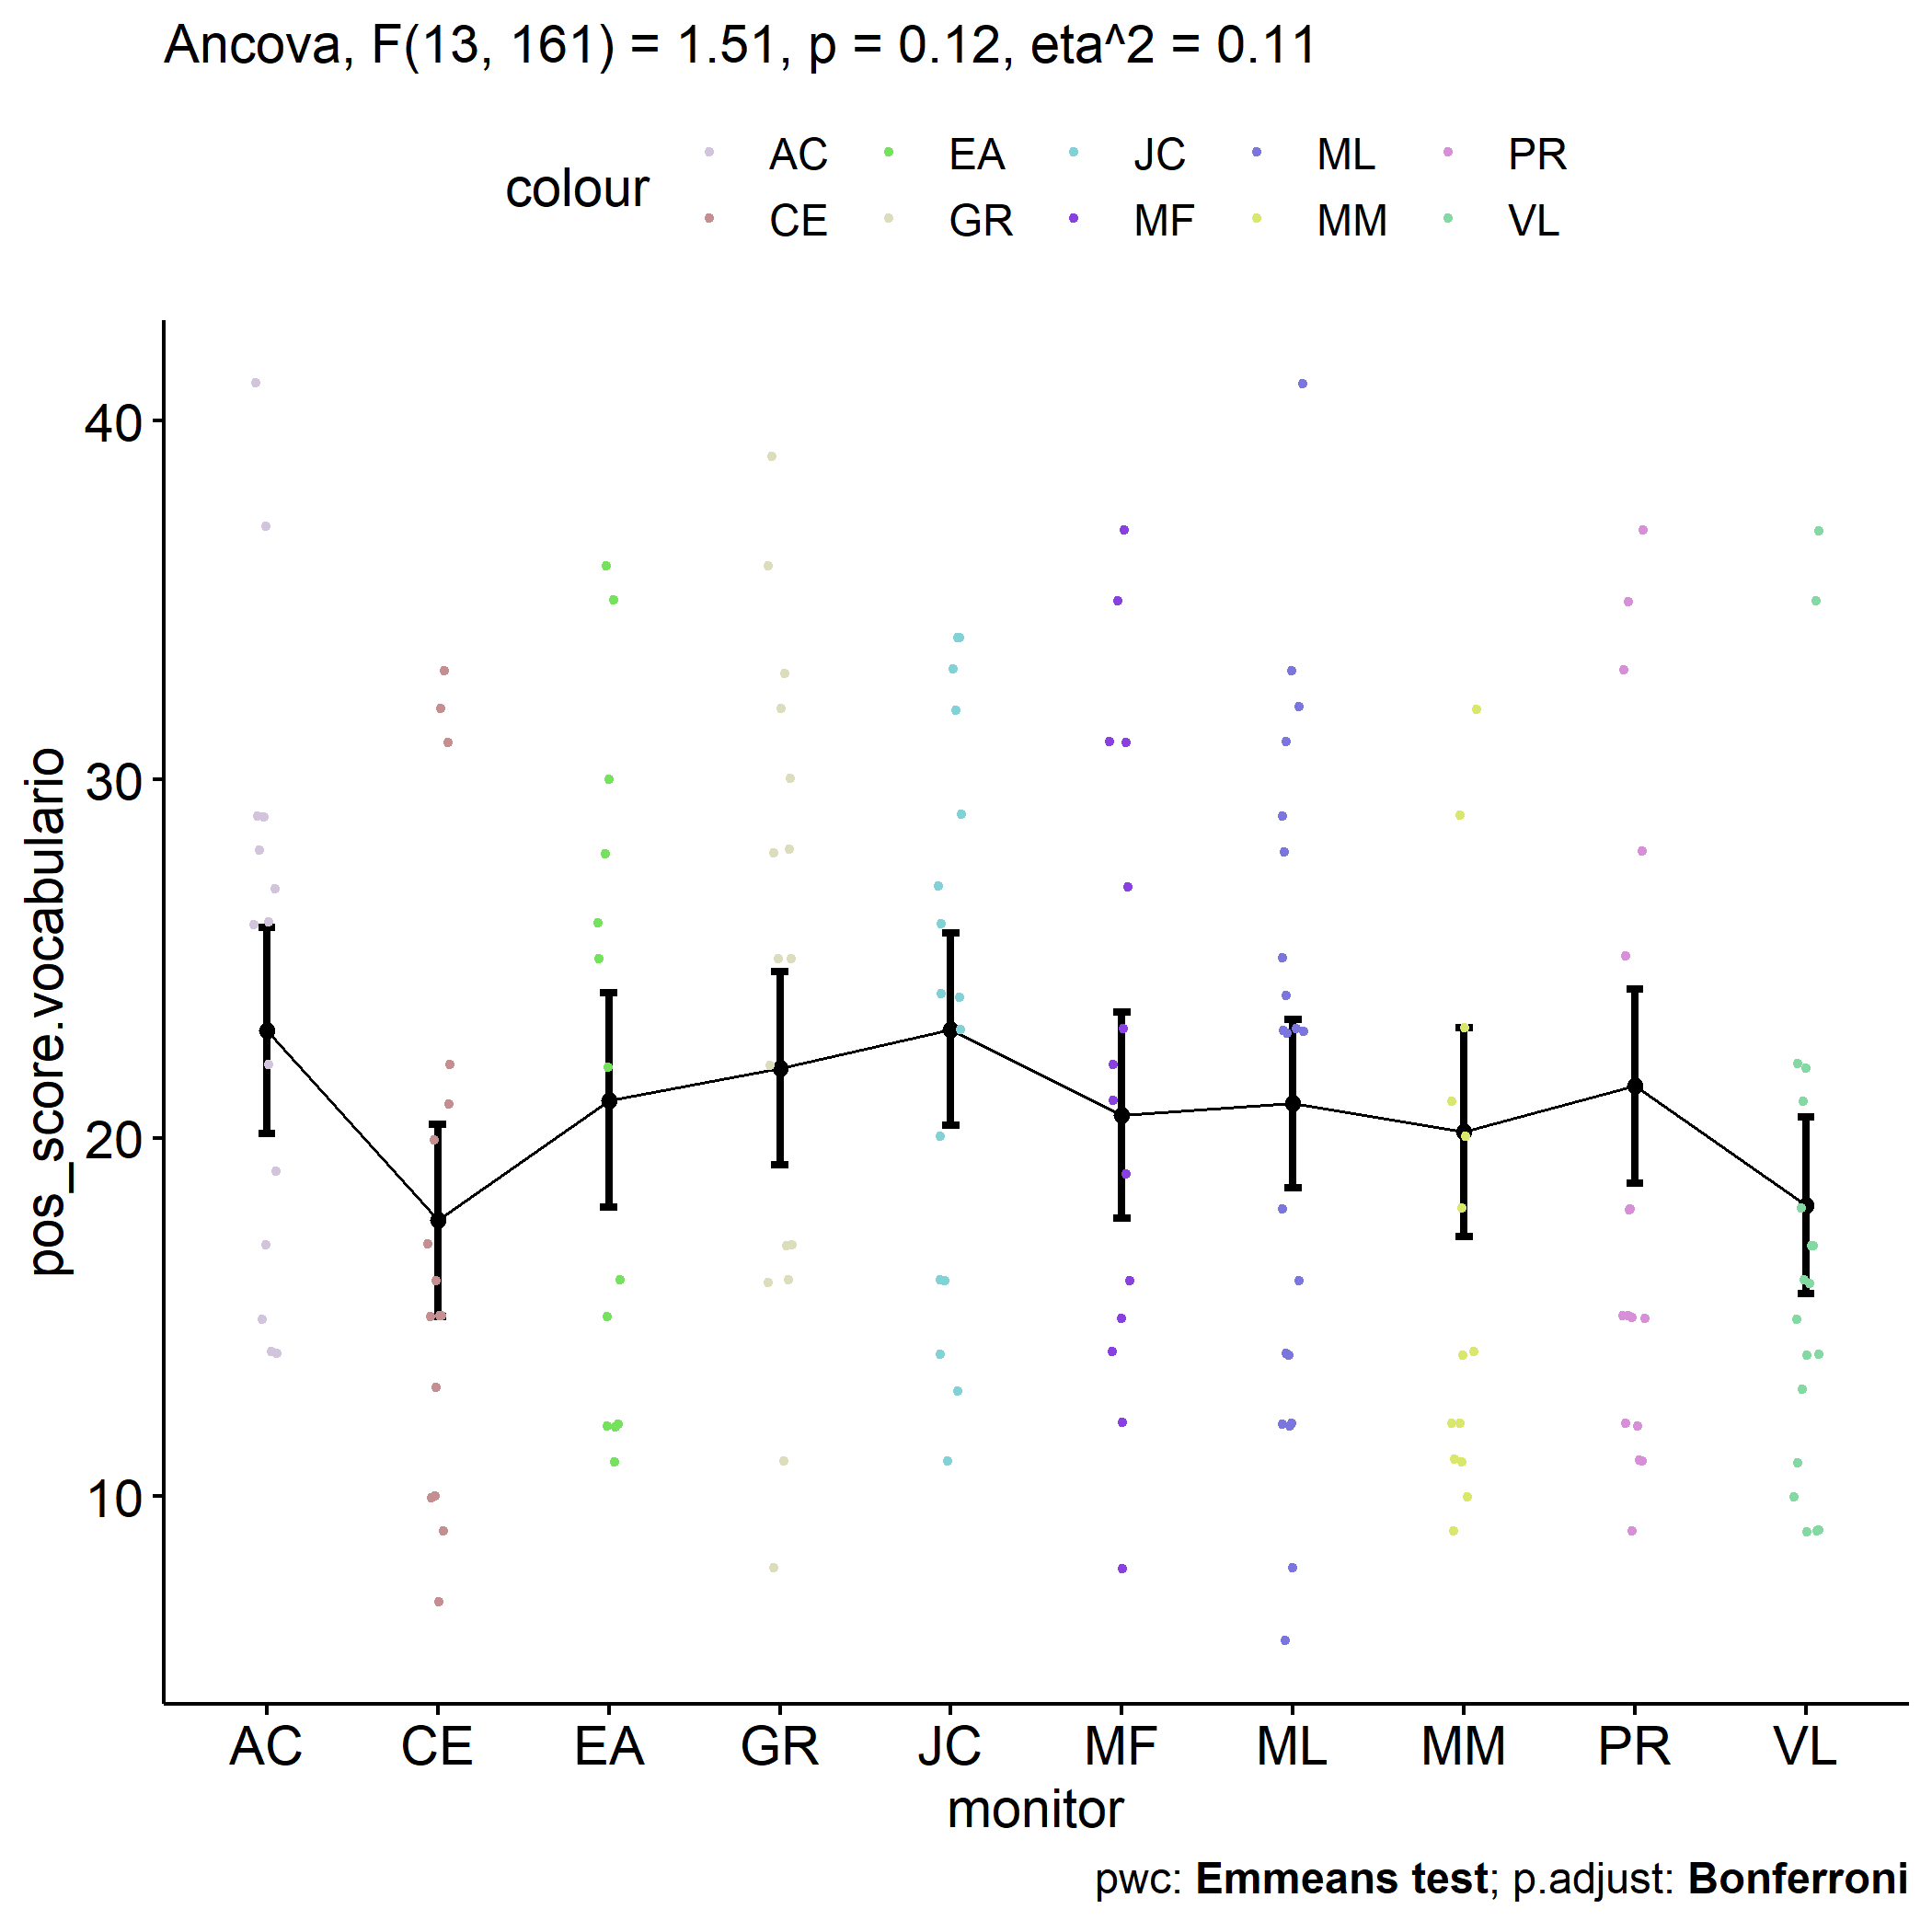 Ancova, F(13, 161) = 1.51, p = 0.12, eta^2 = 0.11
colour
AC EA JC ML PR
CE GR MF MM VL
40
30
20
10
pos_score.vocabulario
AC CE EA GR JC MF ML MM PR VL
monitor
pwc: Emmeans test; p.adjust: Bonferroni